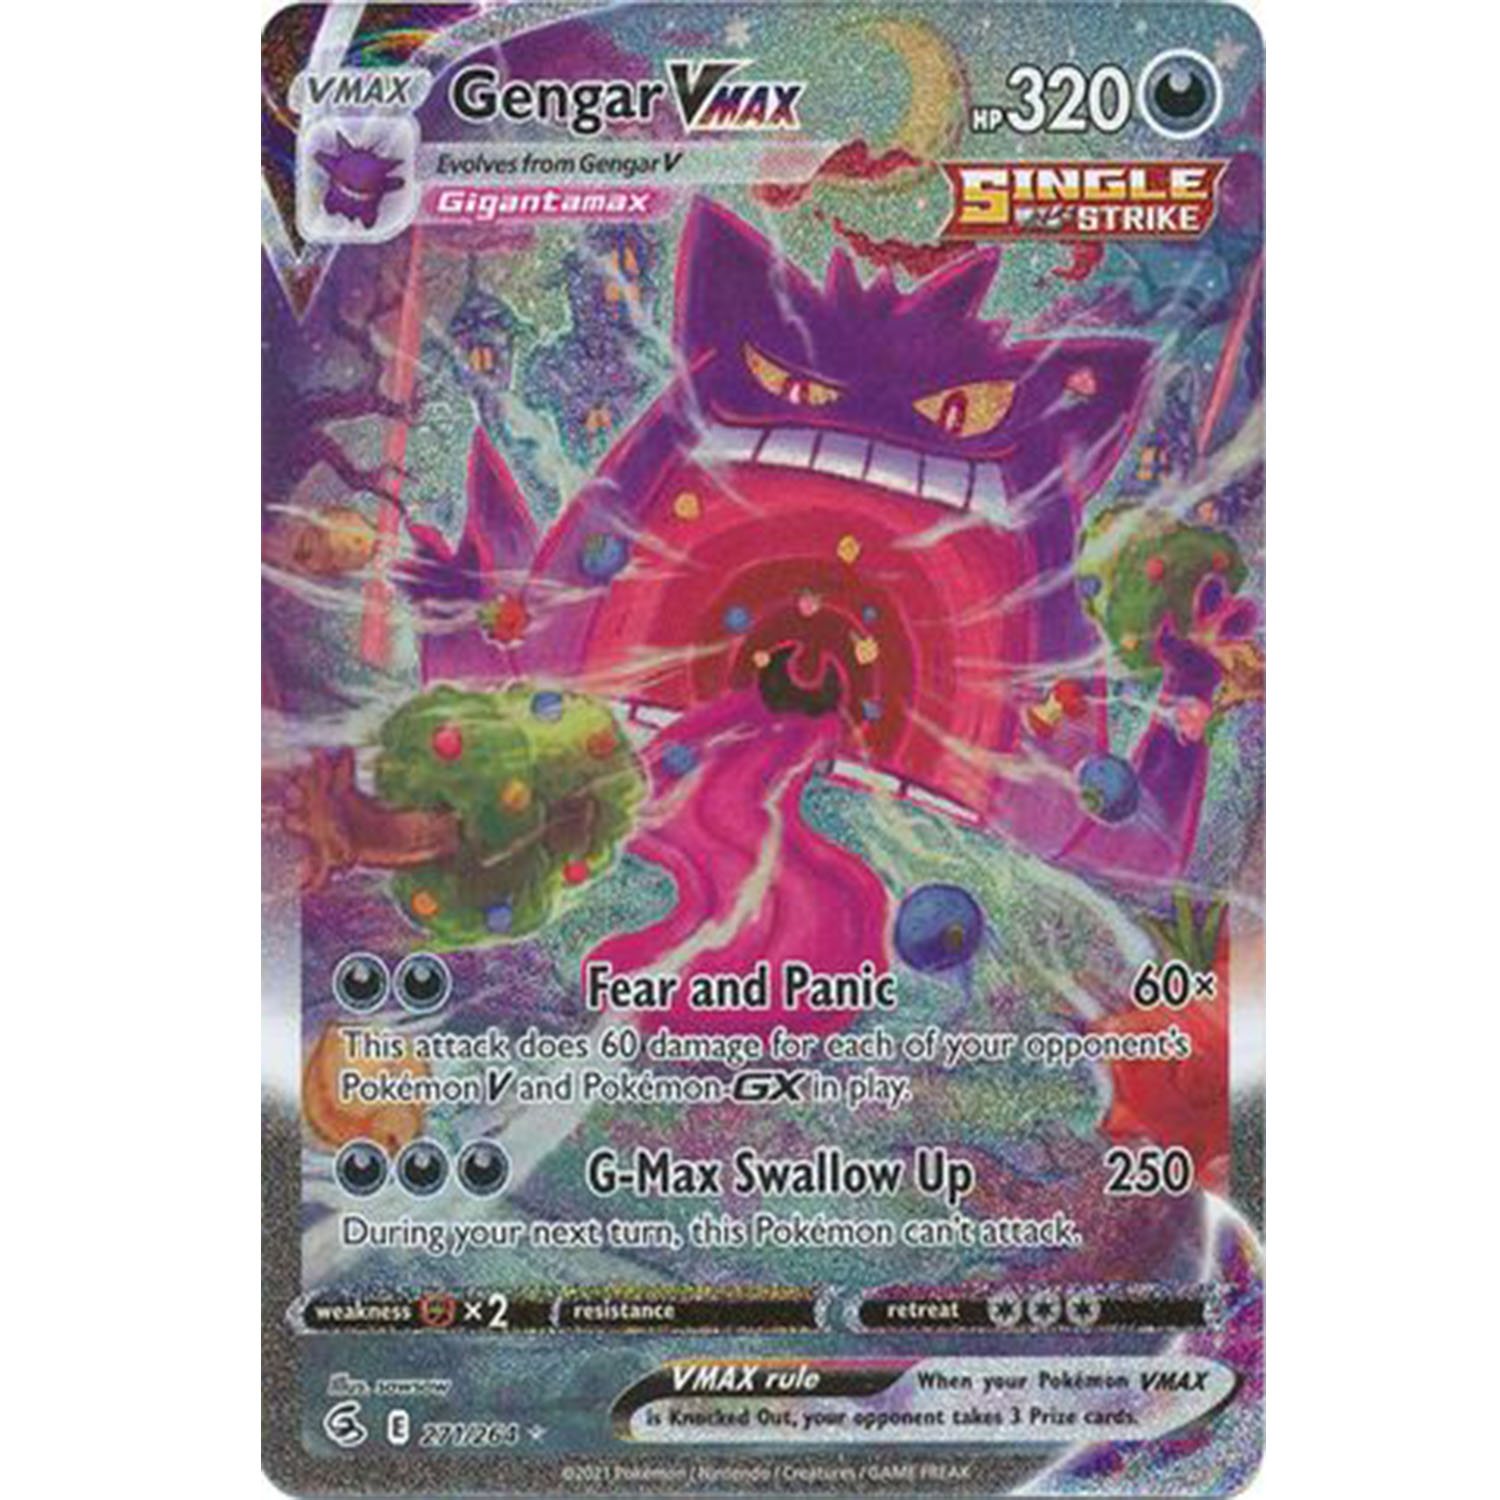 VMAX
Gengar VMAX
HP320
Evolves from Gengar V
Gigantamax
SINGLE
STRIKE
Fear and Panic 60×
This attack does 60 damage for each of your opponent's
Pokémon V and Pokémon-GX in play.
G-Max Swallow Up 250
During your next turn, this Pokémon can't attack.
weakness ×2 resistance retreat
Illus. sowsow
VMAX rule When your Pokémon VMAX
is Knocked Out, your opponent takes 3 Prize cards.
E 271/264
©2021 Pokémon / Nintendo / Creatures / GAME FREAK